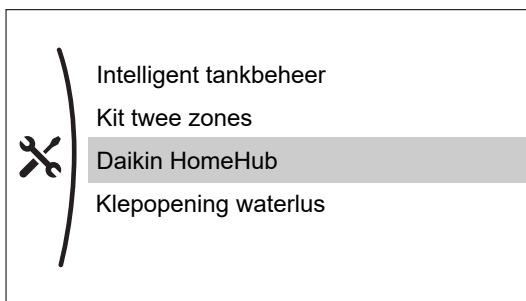 Intelligent tankbeheer
Kit twee zones
Daikin HomeHub
Klepopening waterlus